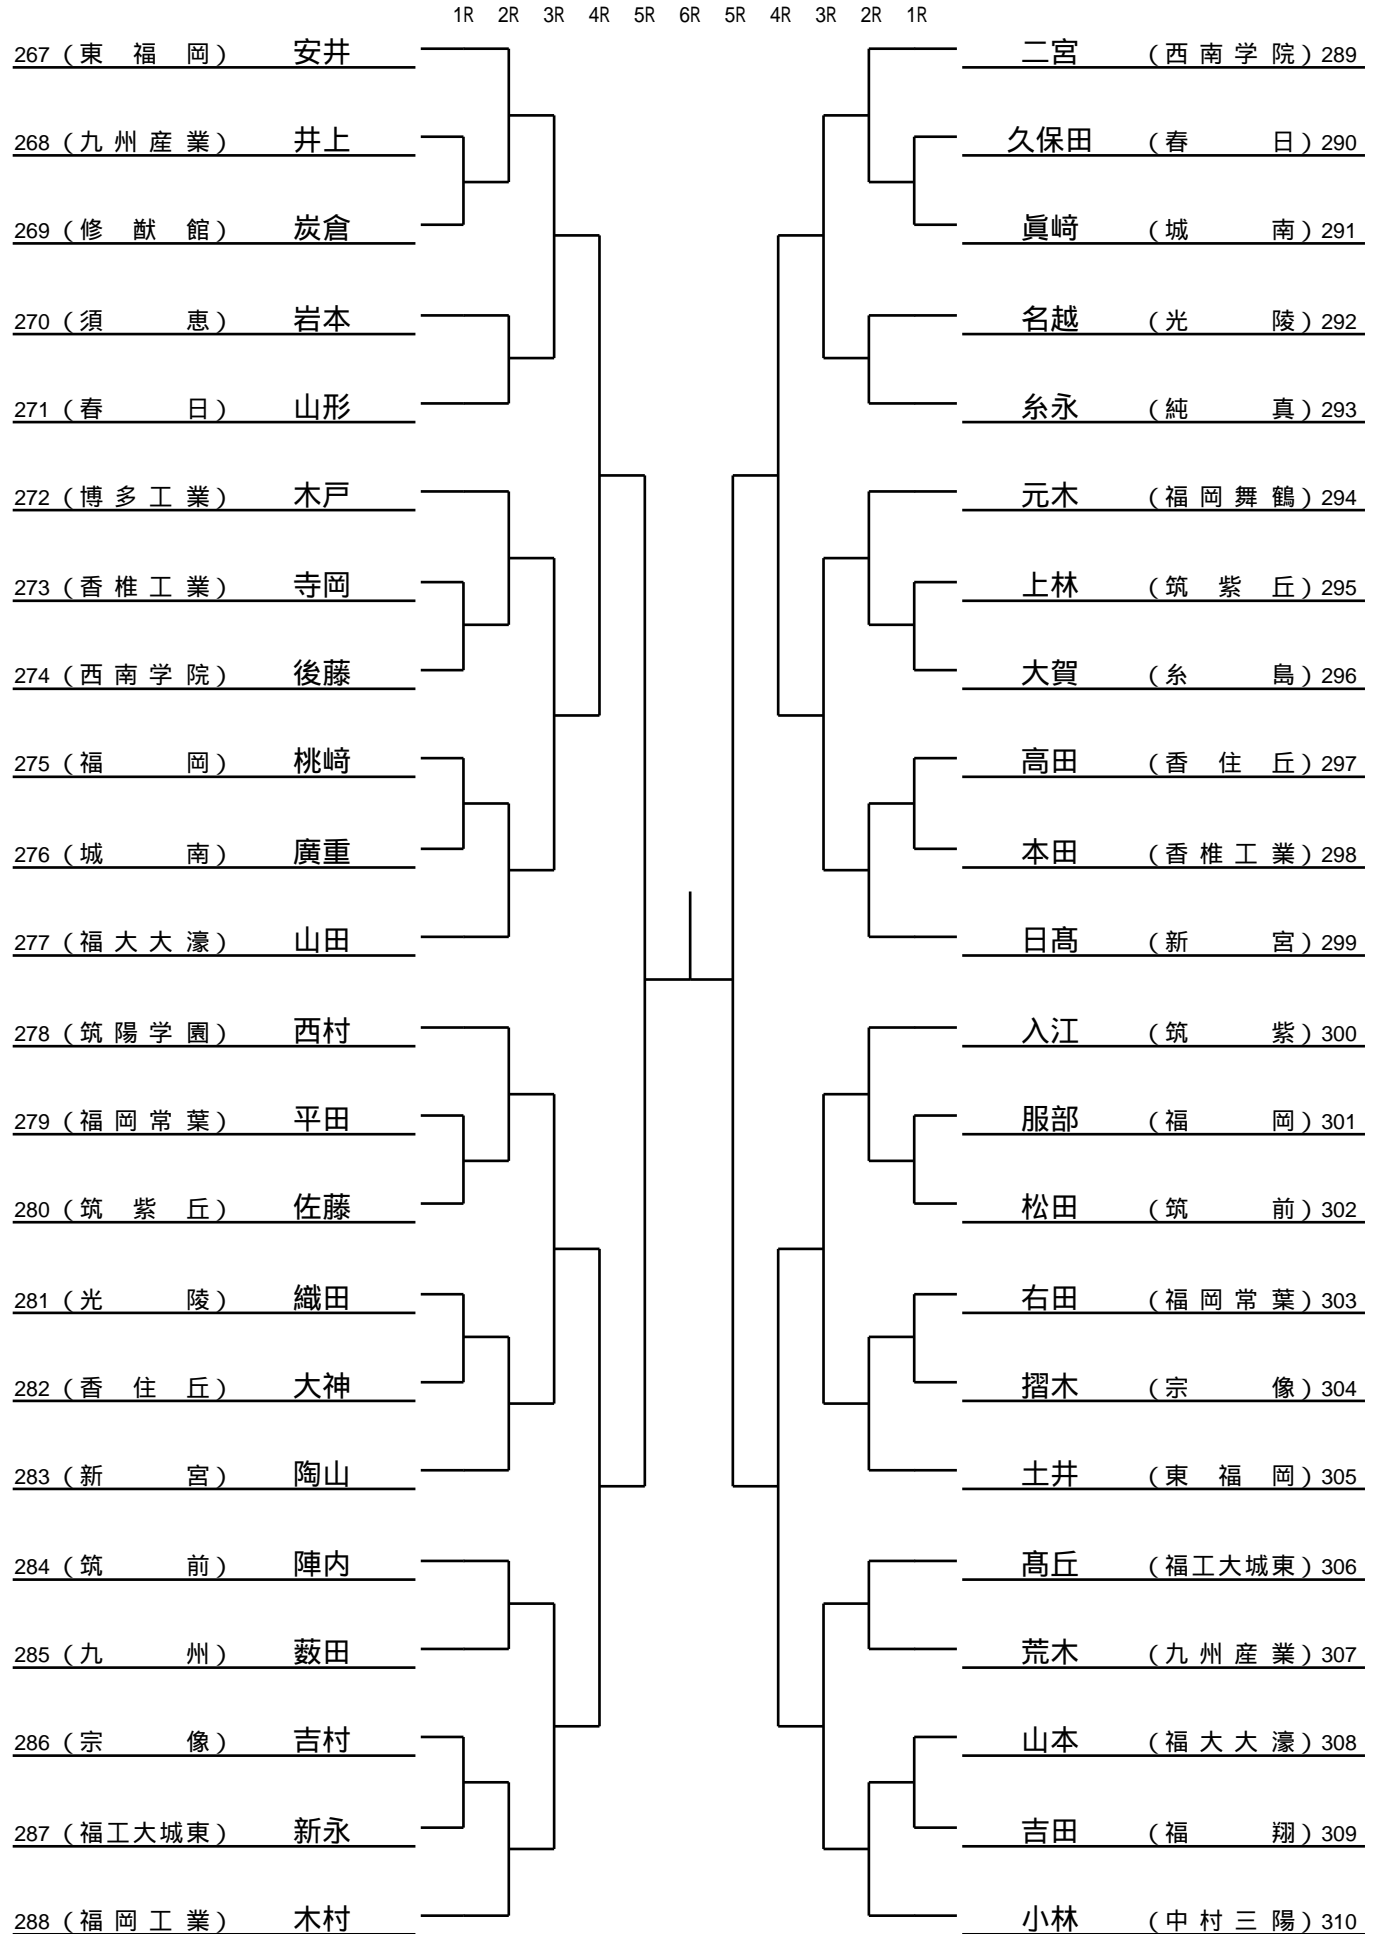 1R 2R 3R 4R 5R 6R 5R 4R 3R 2R 1R
267 (東福岡) 安井 二宮 (西南学院) 289
268 (九州産業) 井上 久保田 (春日) 290
269 (修猷館) 炭倉 眞﨑 (城南) 291
270 (須恵) 岩本 名越 (光陵) 292
271 (春日) 山形 糸永 (純真) 293
272 (博多工業) 木戸 元木 (福岡舞鶴) 294
273 (香椎工業) 寺岡 上林 (筑紫丘) 295
274 (西南学院) 後藤 大賀 (糸島) 296
275 (福岡) 桃﨑 高田 (香住丘) 297
276 (城南) 廣重 本田 (香椎工業) 298
277 (福大大濠) 山田 日髙 (新宮) 299
278 (筑陽学園) 西村 入江 (筑紫) 300
279 (福岡常葉) 平田 服部 (福岡) 301
280 (筑紫丘) 佐藤 松田 (筑前) 302
281 (光陵) 織田 右田 (福岡常葉) 303
282 (香住丘) 大神 摺木 (宗像) 304
283 (新宮) 陶山 土井 (東福岡) 305
284 (筑前) 陣内 髙丘 (福工大城東) 306
285 (九州) 薮田 荒木 (九州産業) 307
286 (宗像) 吉村 山本 (福大大濠) 308
287 (福工大城東) 新永 吉田 (福翔) 309
288 (福岡工業) 木村 小林 (中村三陽) 310